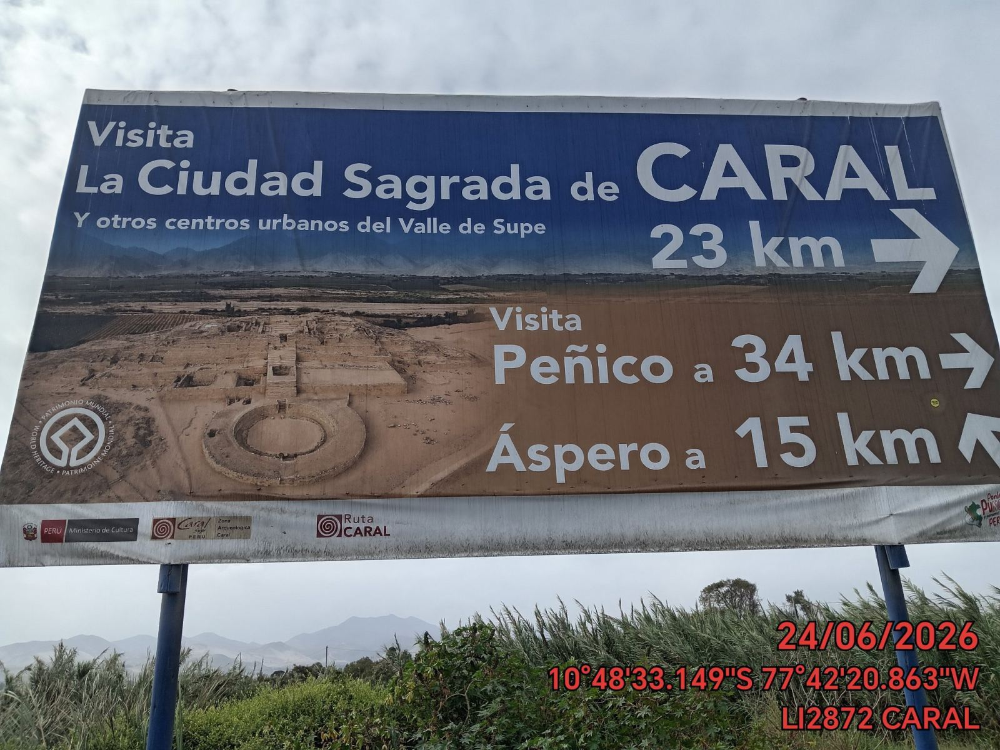 Visita
La Ciudad Sagrada de CARAL
Y otros centros urbanos del Valle de Supe
23 km
Visita
Peñico a 34 km
Áspero a 15 km
PATRIMONIO MUNDIAL • WORLD HERITAGE • PATRIMOINE MONDIAL
PERÚ Ministerio de Cultura
Caral
Supe
PERU
Zona
Arqueológica
Caral
Ruta
CARAL
24/06/2026
10°48'33.149"S 77°42'20.863"W
LI2872 CARAL